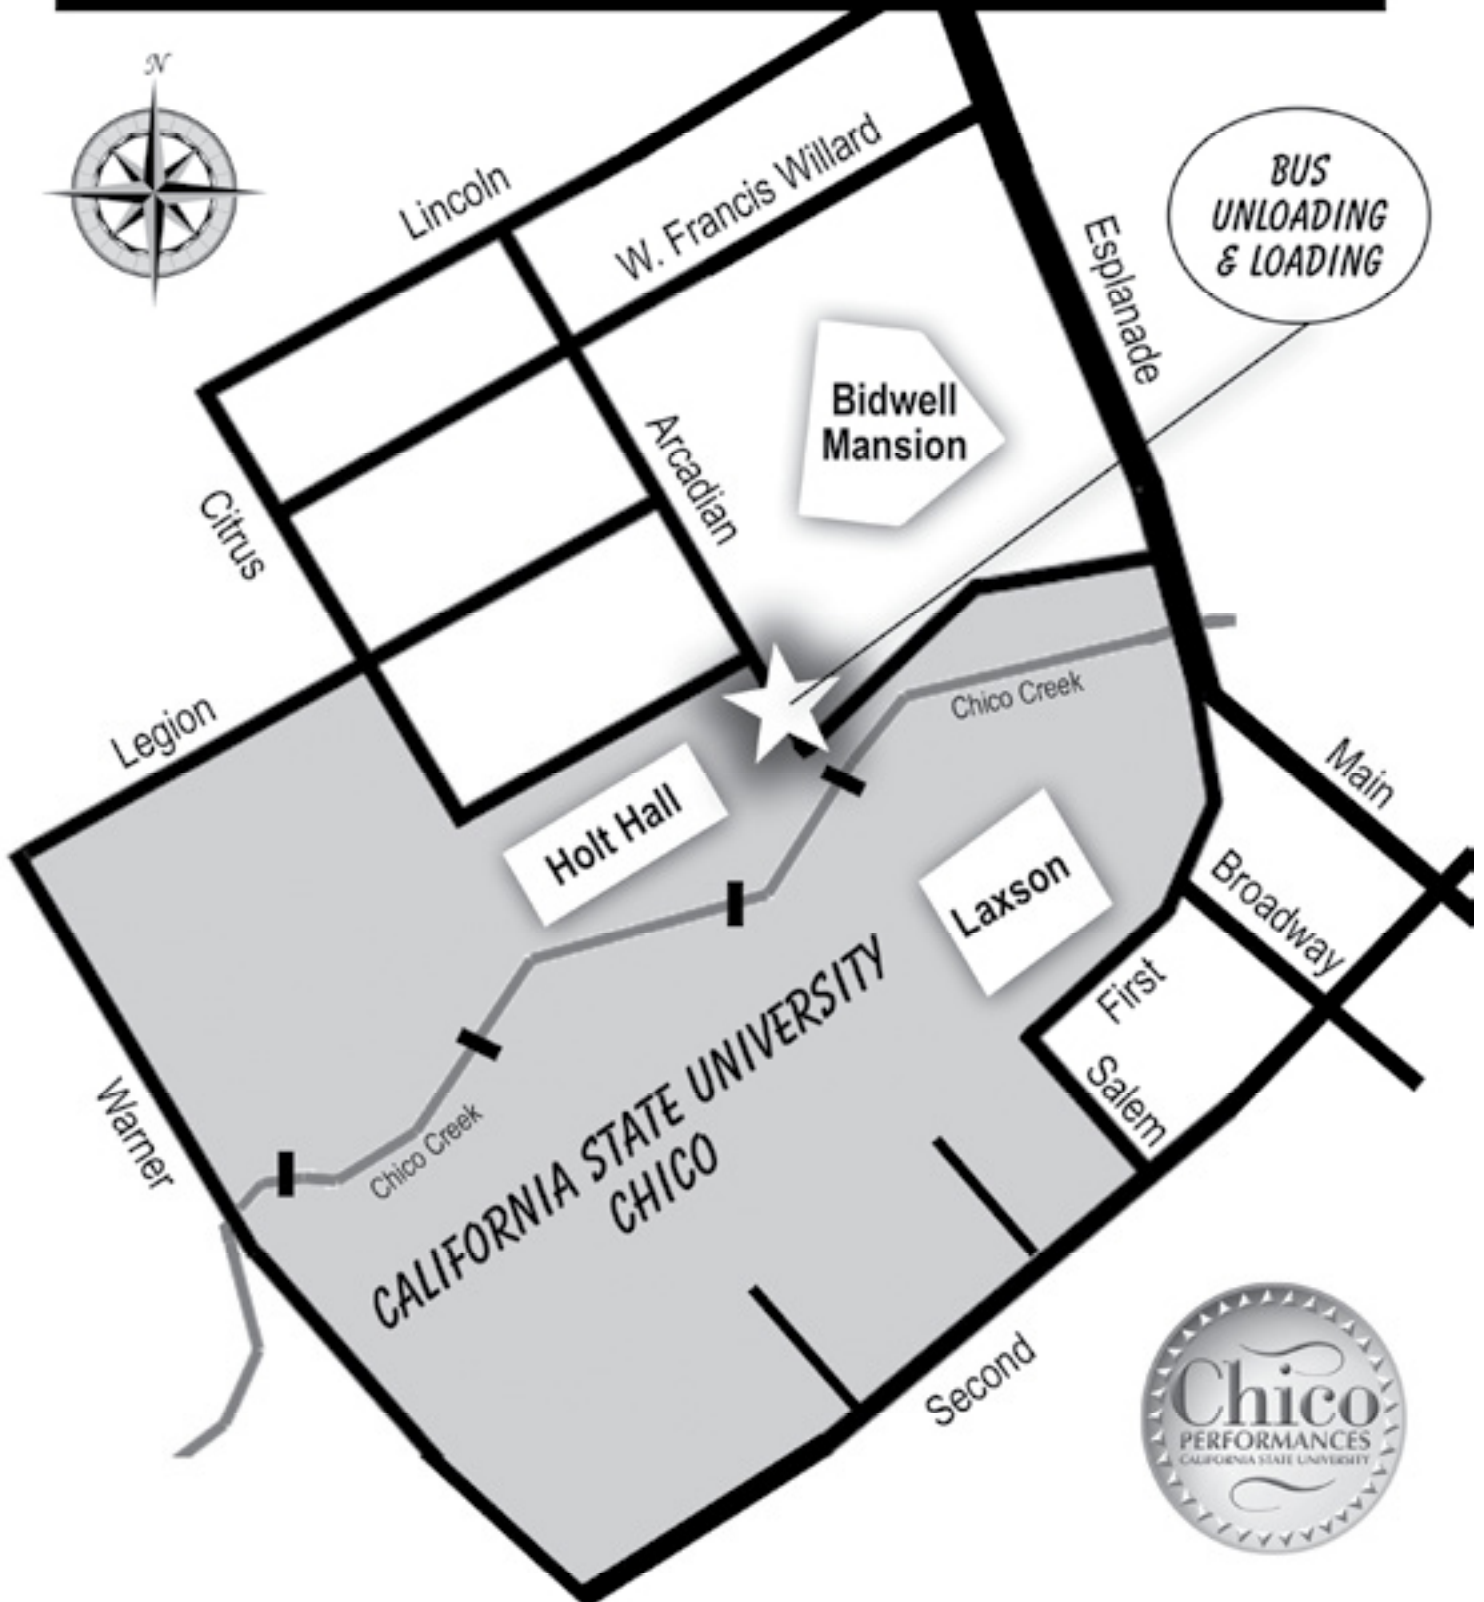 N
Lincoln
W. Francis Willard
BUS
UNLOADING
& LOADING
Esplanade
Bidwell
Mansion
Arcadian
Citrus
Legion
Chico Creek
Main
Holt Hall
Laxson
Broadway
First
Salem
Warner
Chico Creek
CALIFORNIA STATE UNIVERSITY
CHICO
Second
Chico
PERFORMANCES
CALIFORNIA STATE UNIVERSITY